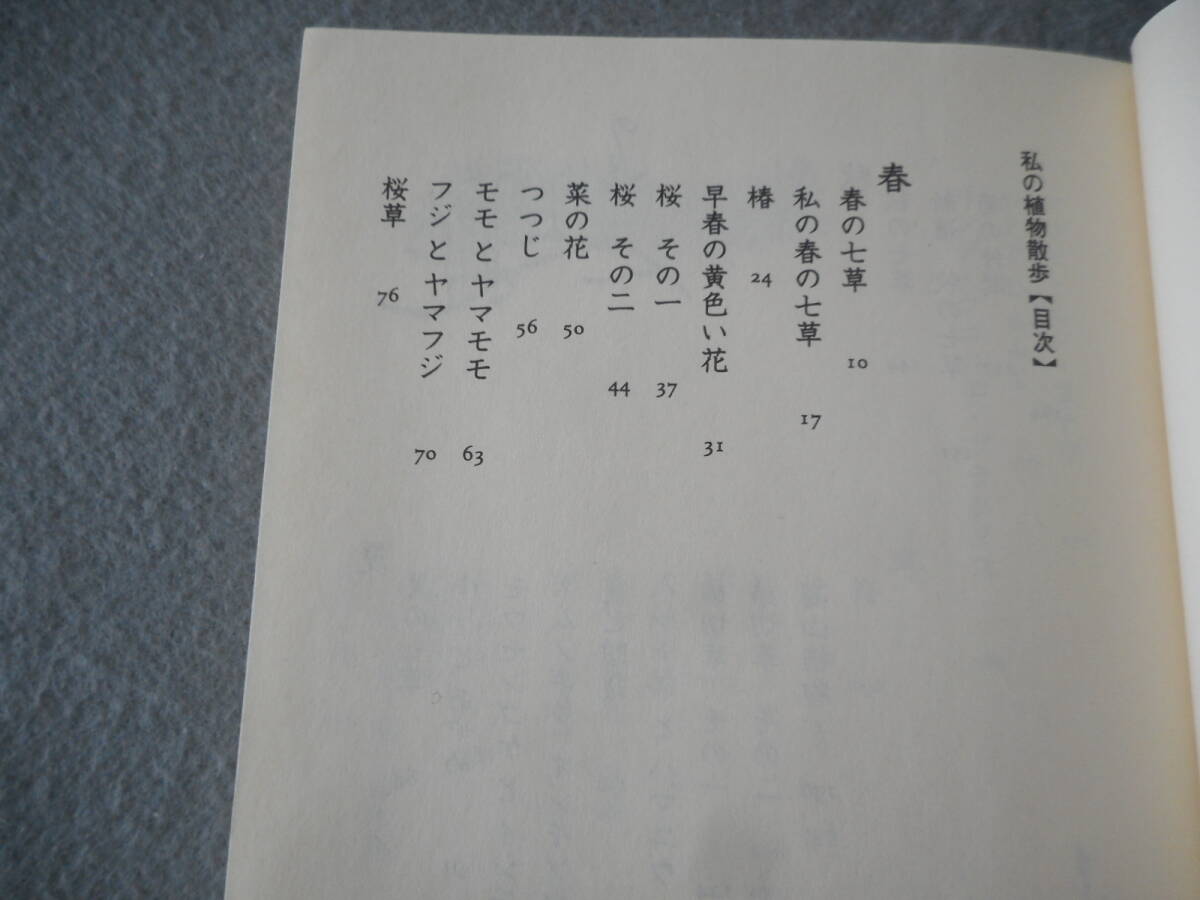 私の植物散歩【目次】
春
春の七草 10
私の春の七草 17
椿 24
早春の黄色い花 31
桜 その一 37
桜 その二 44
菜の花 50
つつじ 56
モモとヤマモモ 63
フジとヤマフジ 70
桜草 76